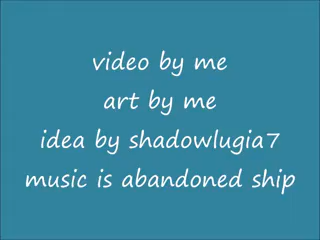 video by me
art by me
idea by shadowlugia7
music is abandoned ship